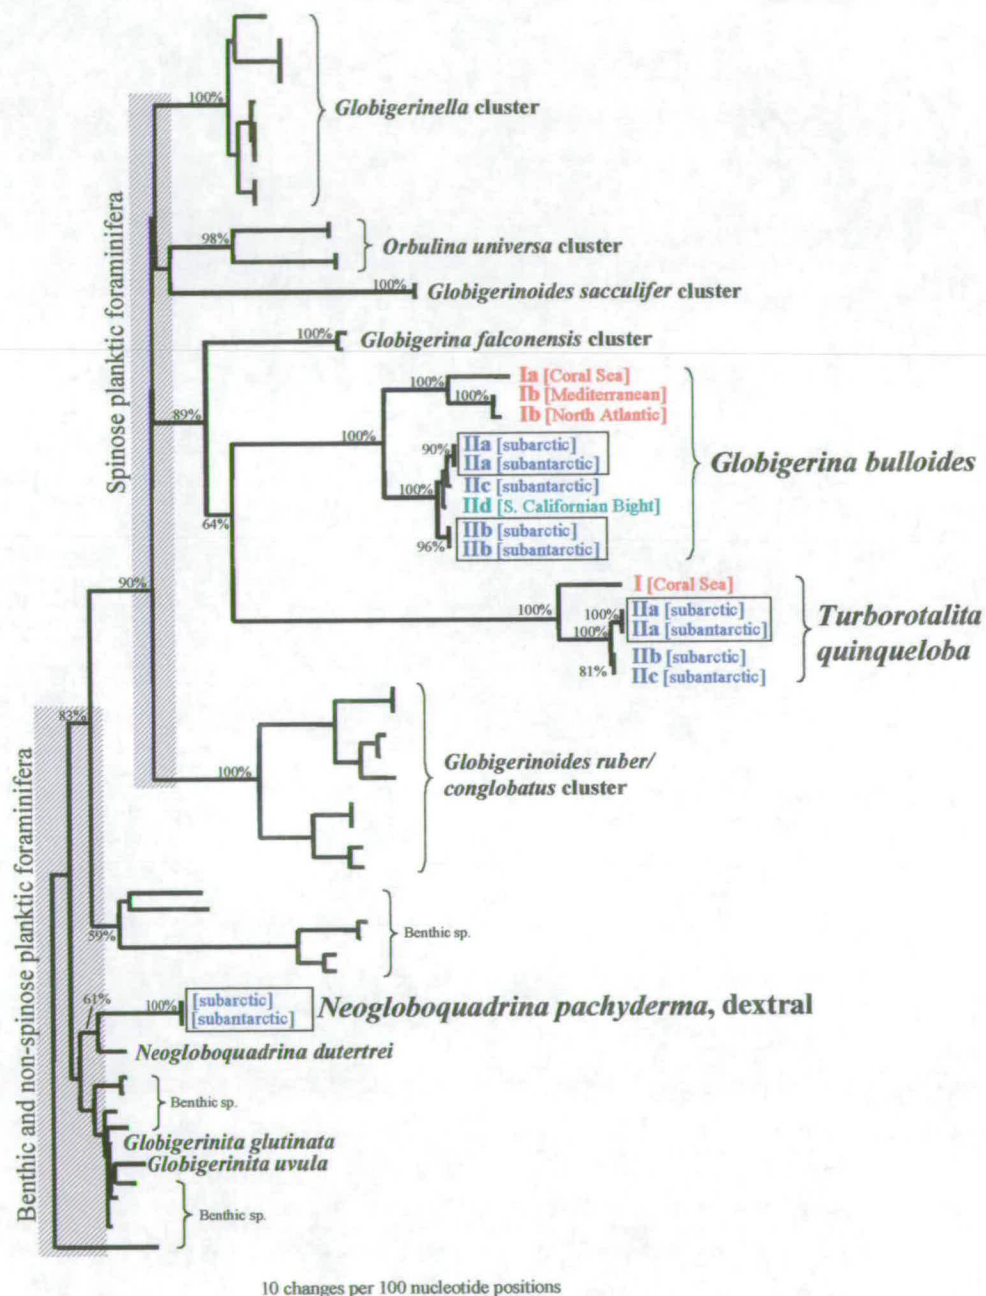 Spinose planktic foraminifera
Benthic and non-spinose planktic foraminifera
100%
Globigerinella cluster
98%
Orbulina universa cluster
100%
Globigerinoides sacculifer cluster
100%
Globigerina falconensis cluster
89%
100%
100%
100%
Ia [Coral Sea]
Ib [Mediterranean]
Ib [North Atlantic]
90%
IIa [subarctic]
IIa [subantarctic]
100%
IIc [subantarctic]
IId [S. Californian Bight]
96%
IIb [subarctic]
IIb [subantarctic]
Globigerina bulloides
64%
90%
100%
I [Coral Sea]
100%
IIa [subarctic]
IIa [subantarctic]
100%
81%
IIb [subarctic]
IIc [subantarctic]
Turborotalita
quinqueloba
83%
100%
Globigerinoides ruber/
conglobatus cluster
59%
Benthic sp.
61%
100%
[subarctic]
[subantarctic]
Neogloboquadrina pachyderma, dextral
Neogloboquadrina dutertrei
Benthic sp.
Globigerinita glutinata
Globigerinita uvula
Benthic sp.
10 changes per 100 nucleotide positions